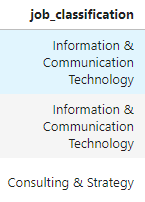 job_classification
Information &
Communication
Technology
Information &
Communication
Technology
Consulting & Strategy